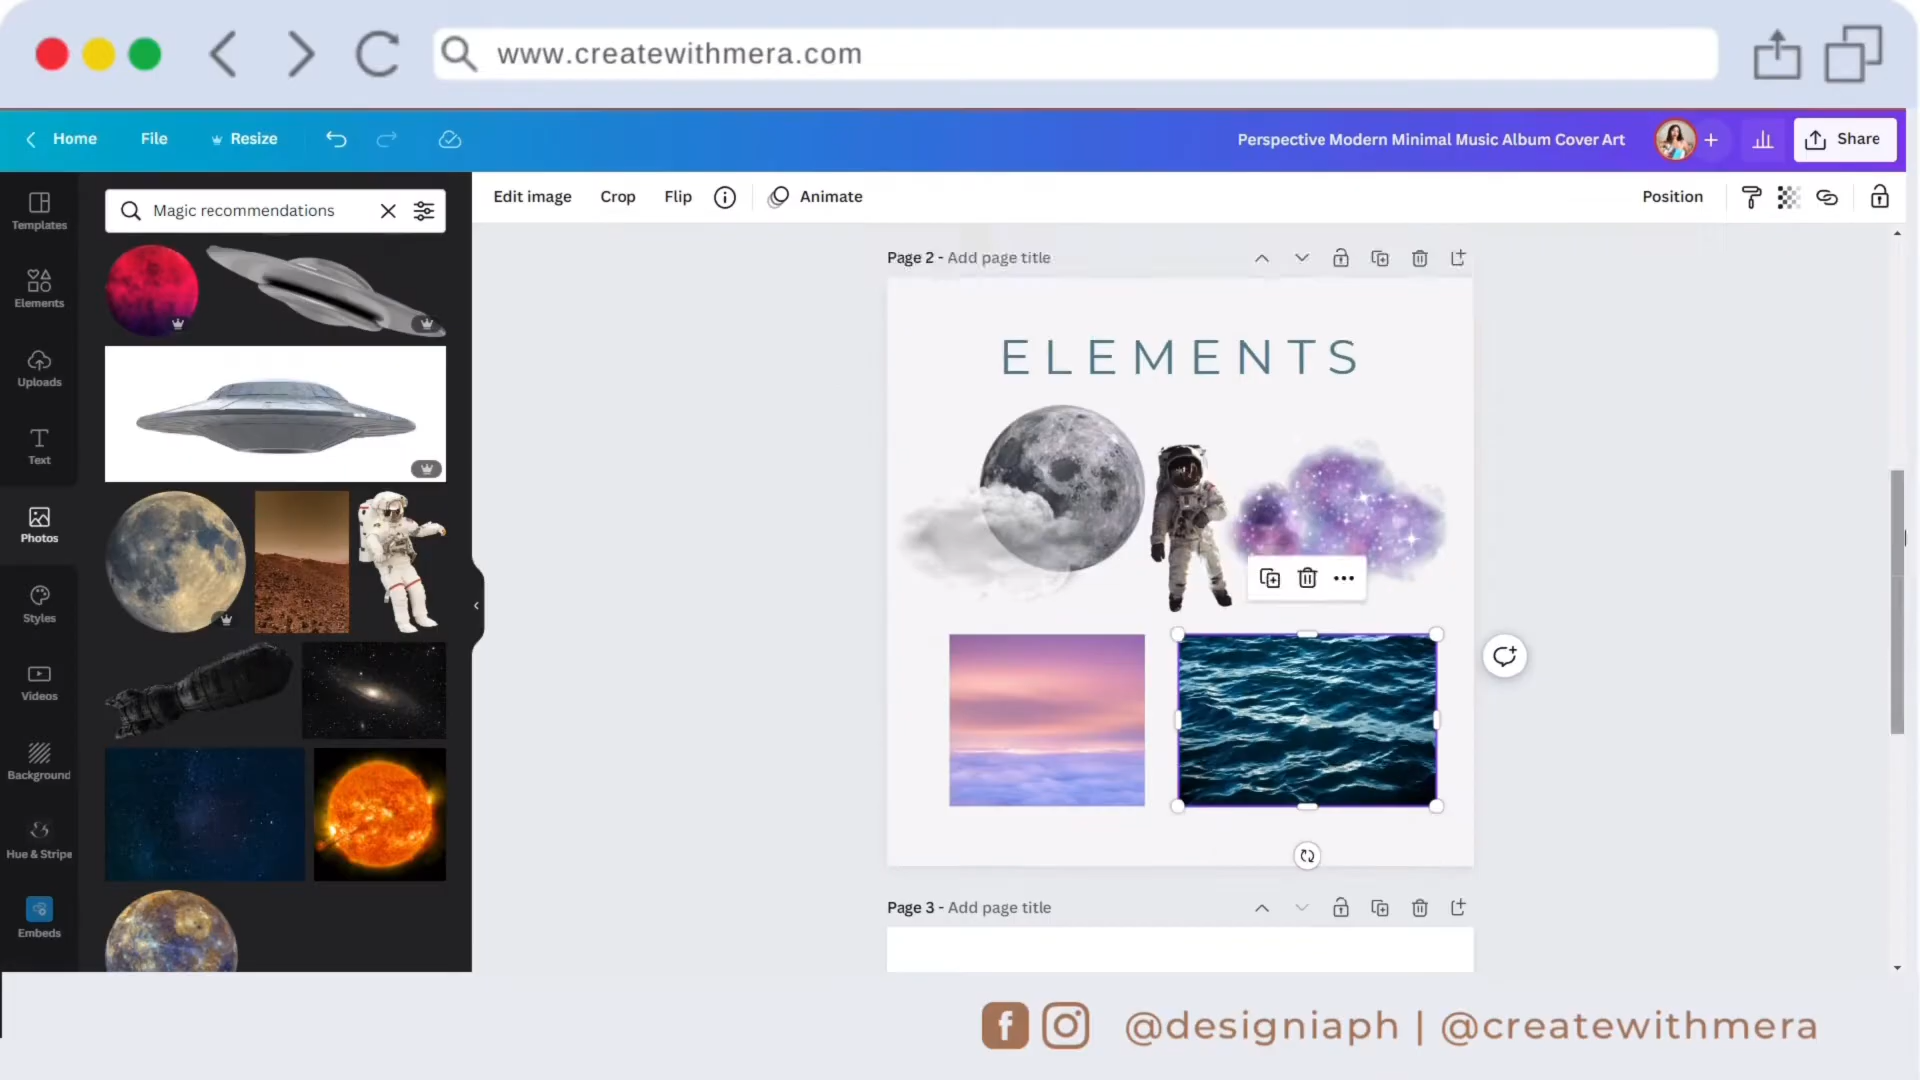 www.createwithmera.com
Home File Resize
Perspective Modern Minimal Music Album Cover Art
Share
Templates
Elements
Uploads
Text
Photos
Styles
Videos
Background
Hue & Stripe
Embeds
Magic recommendations
Edit image Crop Flip Animate
Position
Page 2 - Add page title
ELEMENTS
Page 3 - Add page title
@designiaph | @createwithmera